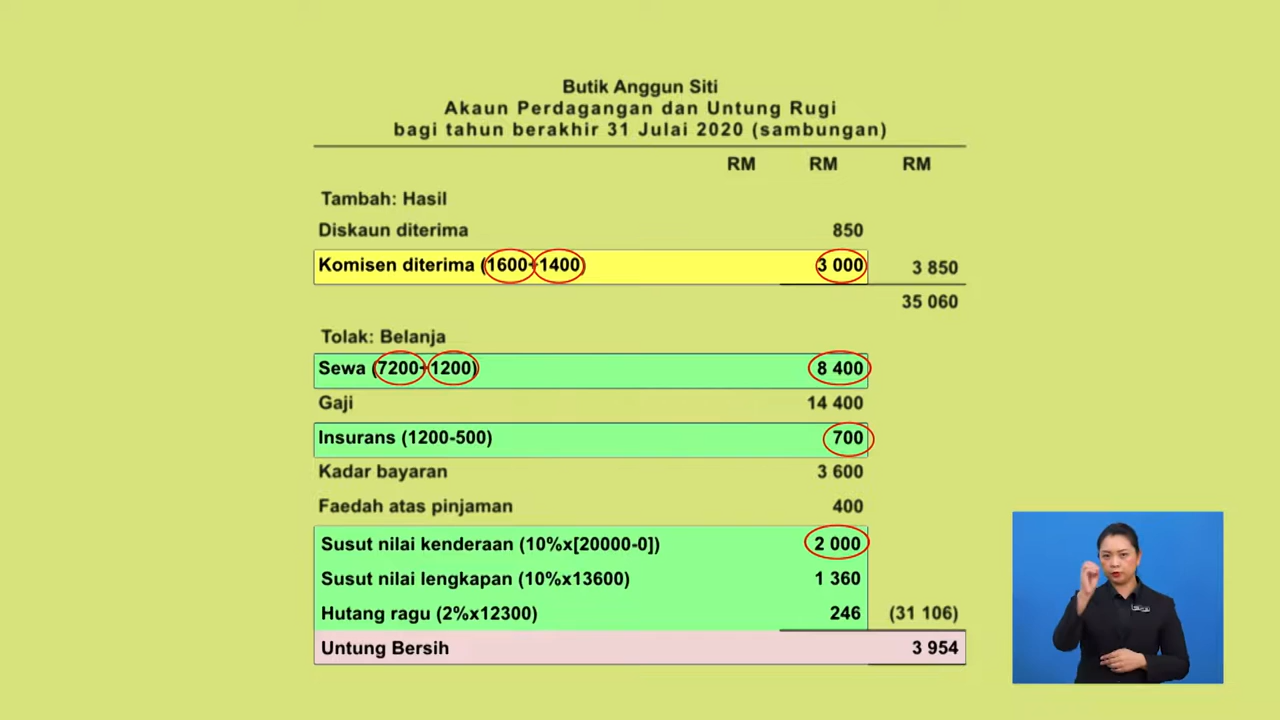 Butik Anggun Siti
Akaun Perdagangan dan Untung Rugi
bagi tahun berakhir 31 Julai 2020 (sambungan)
RM RM RM
Tambah: Hasil
Diskaun diterima 850
Komisen diterima (1600+1400) 3 000 3 850
35 060
Tolak: Belanja
Sewa (7200+1200) 8 400
Gaji 14 400
Insurans (1200-500) 700
Kadar bayaran 3 600
Faedah atas pinjaman 400
Susut nilai kenderaan (10%x[20000-0]) 2 000
Susut nilai lengkapan (10%x13600) 1 360
Hutang ragu (2%x12300) 246 (31 106)
Untung Bersih 3 954